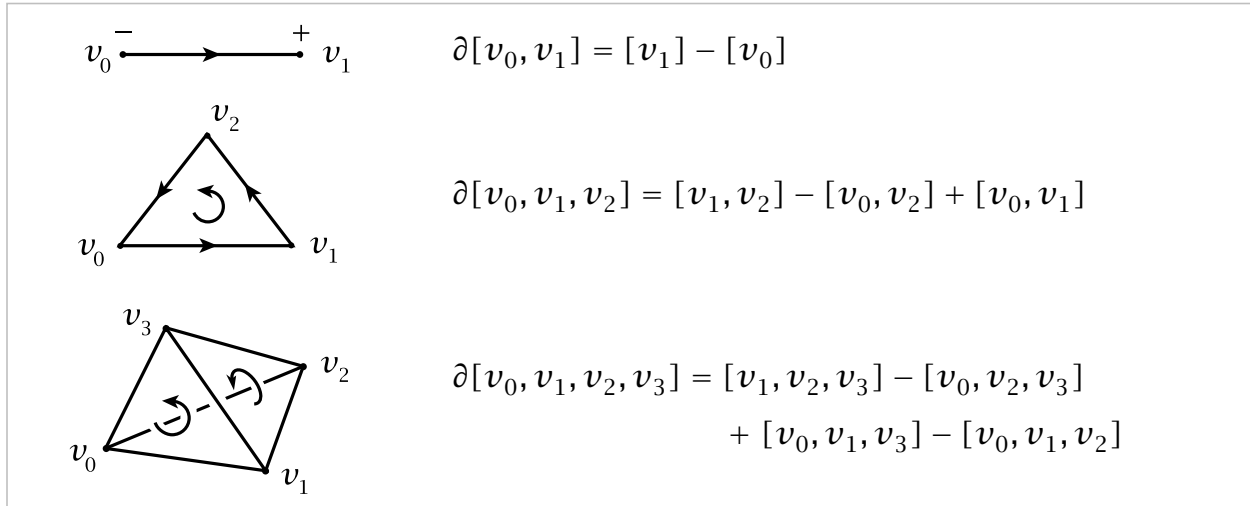 − +
v₀ v₁ ∂[v₀, v₁] = [v₁] − [v₀]
v₂
v₀ v₁ ∂[v₀, v₁, v₂] = [v₁, v₂] − [v₀, v₂] + [v₀, v₁]
v₃
v₂ ∂[v₀, v₁, v₂, v₃] = [v₁, v₂, v₃] − [v₀, v₂, v₃]
+ [v₀, v₁, v₃] − [v₀, v₁, v₂]
v₀
v₁